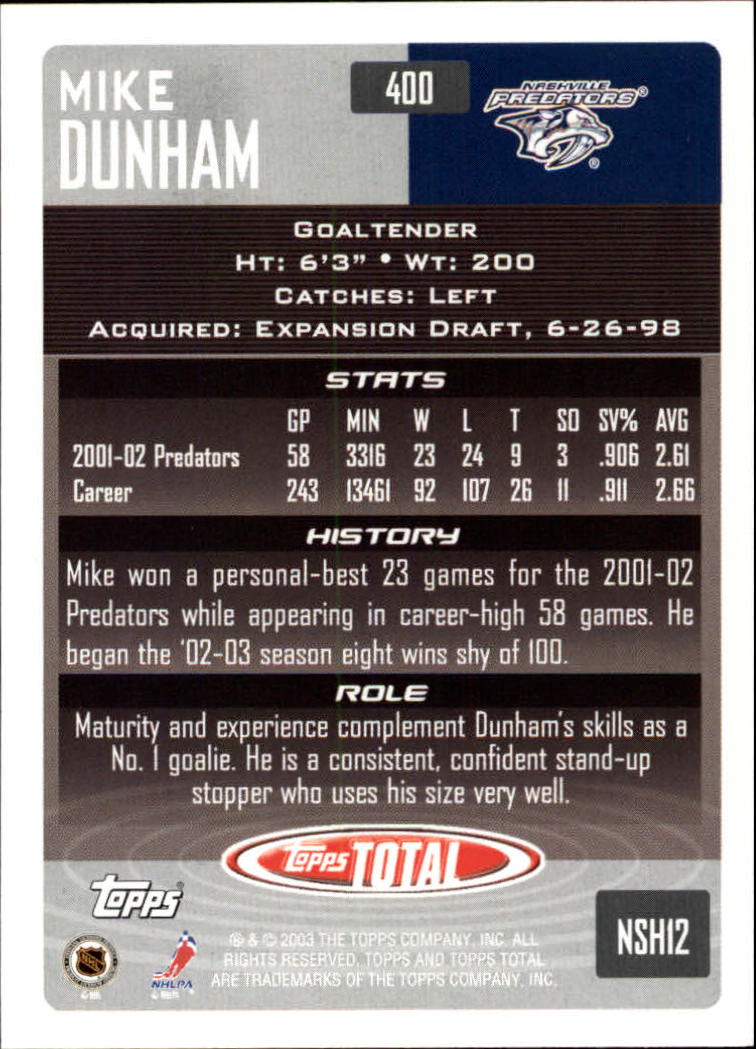 MIKE
DUNHAM
400
NASHVILLE
PREDATORS®
®
GOALTENDER
HT: 6'3" • WT: 200
CATCHES: LEFT
ACQUIRED: EXPANSION DRAFT, 6-26-98
STATS
GP MIN W L T SO SV% AVG
2001-02 Predators 58 3316 23 24 9 3 .906 2.61
Career 243 13461 92 107 26 11 .911 2.66
HISTORY
Mike won a personal-best 23 games for the 2001-02
Predators while appearing in career-high 58 games. He
began the '02-03 season eight wins shy of 100.
ROLE
Maturity and experience complement Dunham's skills as a
No. 1 goalie. He is a consistent, confident stand-up
stopper who uses his size very well.
Topps TOTAL
Topps®
NSH12
NHL
NHLPA
® & © 2003 THE TOPPS COMPANY, INC. ALL
RIGHTS RESERVED. TOPPS AND TOPPS TOTAL
ARE TRADEMARKS OF THE TOPPS COMPANY, INC.